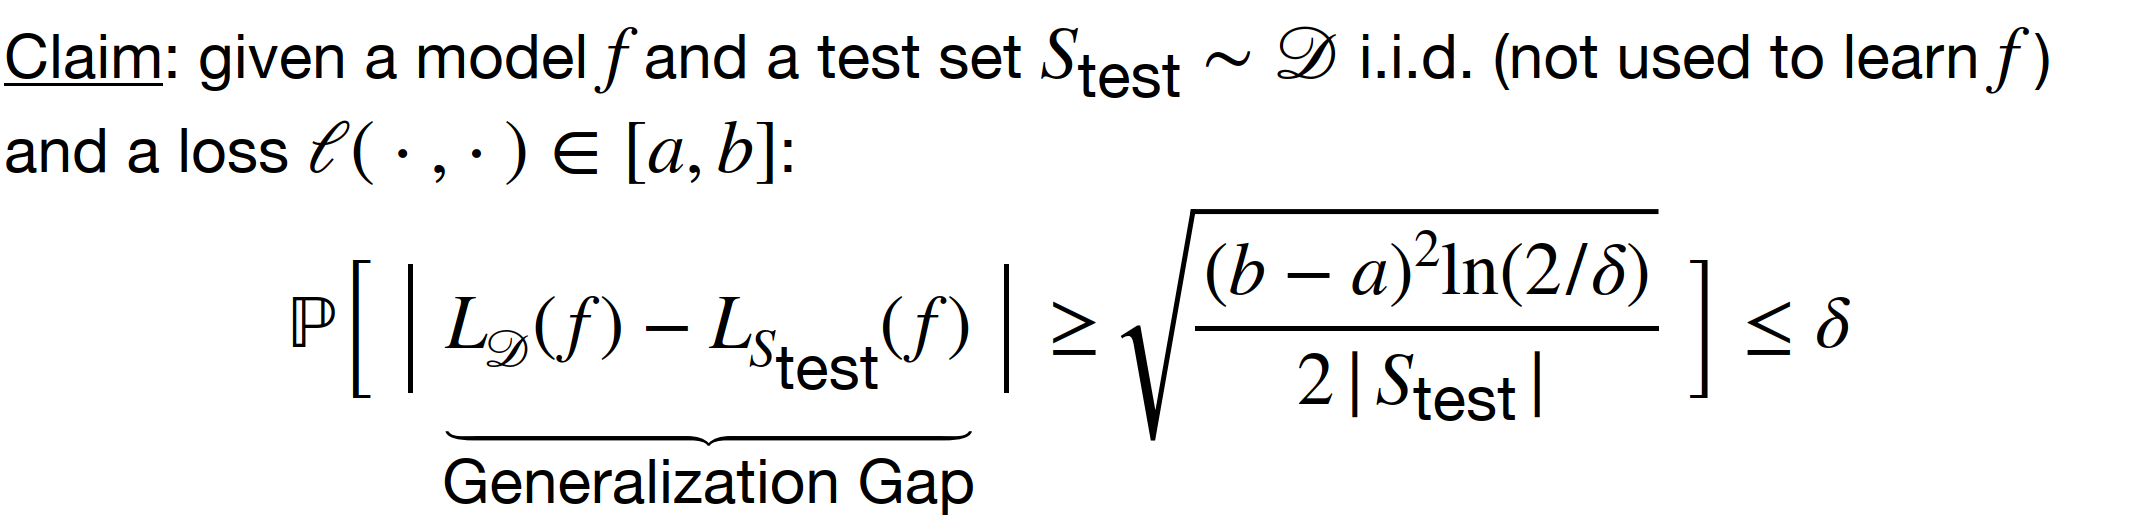 Claim: given a model f and a test set S_test ∼ 𝒟 i.i.d. (not used to learn f)
and a loss ℓ( · , · ) ∈ [a, b]:
ℙ[ | L_𝒟(f) − L_{S_test}(f) | ≥ √((b − a)² ln(2/δ) / 2|S_test|) ] ≤ δ
Generalization Gap